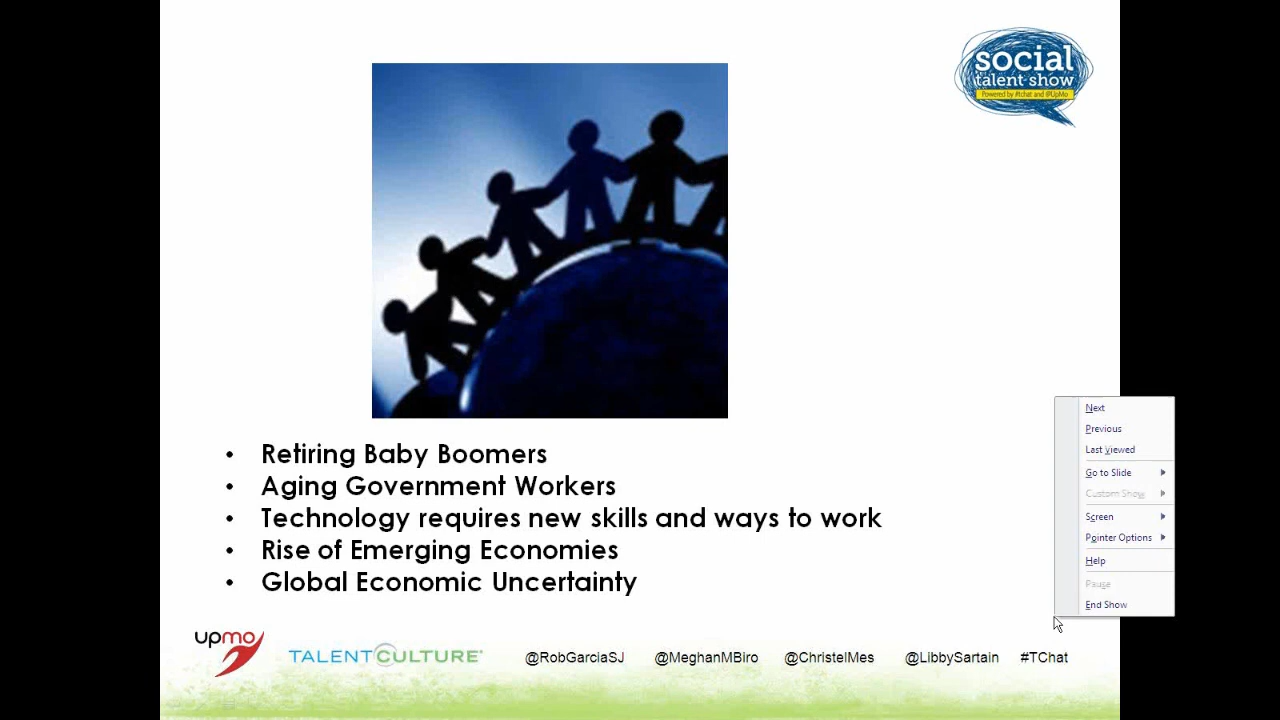 social
talent show
Powered by #tchat and @UpMo
• Retiring Baby Boomers
• Aging Government Workers
• Technology requires new skills and ways to work
• Rise of Emerging Economies
• Global Economic Uncertainty
Next
Previous
Last Viewed
Go to Slide
Custom Show
Screen
Pointer Options
Help
Pause
End Show
upmo
TALENTCULTURE
@RobGarciaSJ @MeghanMBiro @ChristelMes @LibbySartain #TChat